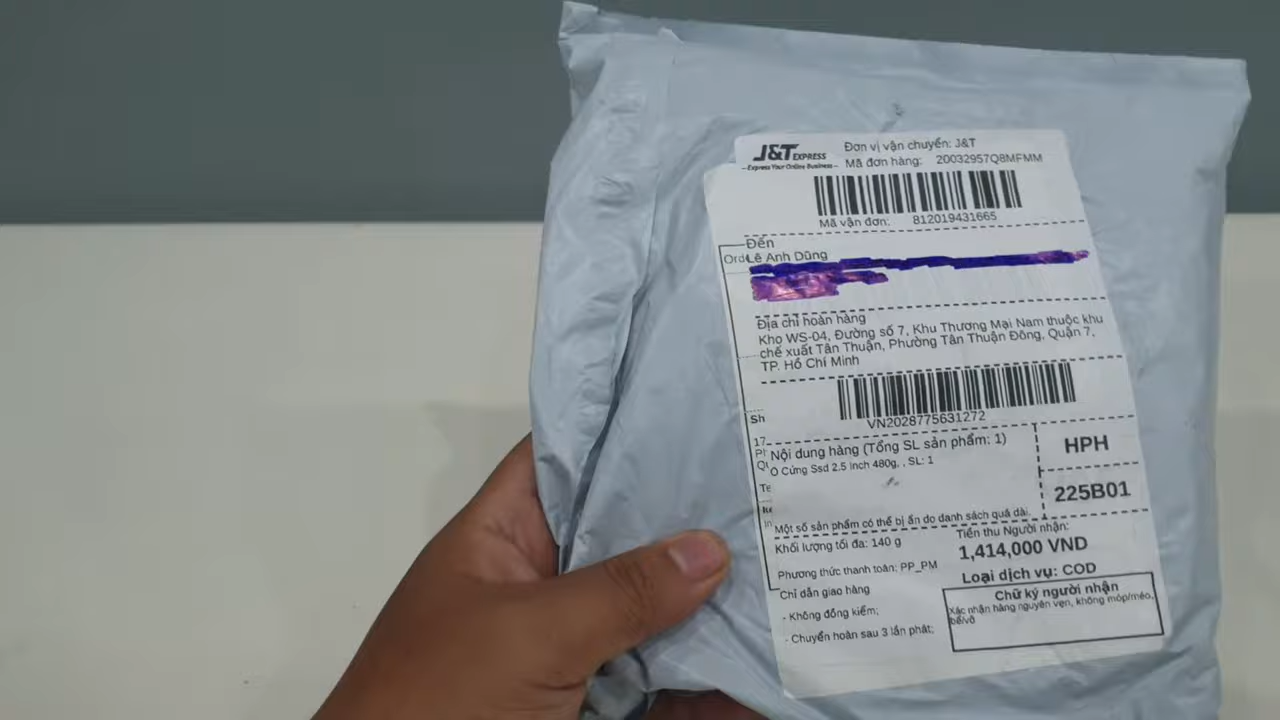 J&T EXPRESS
Express Your Online Business
Đơn vị vận chuyển: J&T
Mã đơn hàng: 20032957Q8MFMM
Mã vận đơn: 812019431665
Đến
Lê Anh Dũng
Địa chỉ hoàn hàng
Kho WS-04, Đường số 7, Khu Thương Mại Nam thuộc khu
chế xuất Tân Thuận, Phường Tân Thuận Đông, Quận 7,
TP. Hồ Chí Minh
VN2028775631272
Sh
17
Te
Nội dung hàng (Tổng SL sản phẩm: 1)
O Cứng Ssd 2.5 Inch 480g, , SL: 1
HPH
225B01
Một số sản phẩm có thể bị ẩn do danh sách quá dài.
Khối lượng tối đa: 140 g
Tiền thu Người nhận:
1,414,000 VND
Phương thức thanh toán: PP_PM
Loại dịch vụ: COD
Chỉ dẫn giao hàng
- Không đồng kiểm;
- Chuyển hoàn sau 3 lần phát;
Chữ ký người nhận
Xác nhận hàng nguyên vẹn, không móp/méo,
bể/vỡ